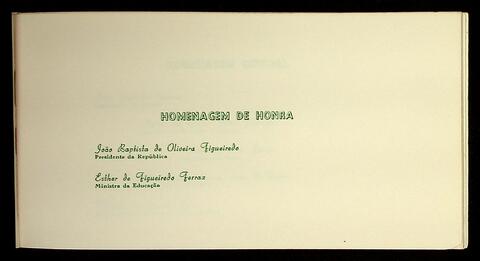 HOMENAGEM DE HONRA
João Baptista de Oliveira Figueiredo
Presidente da República
Esther de Figueiredo Ferraz
Ministra da Educação